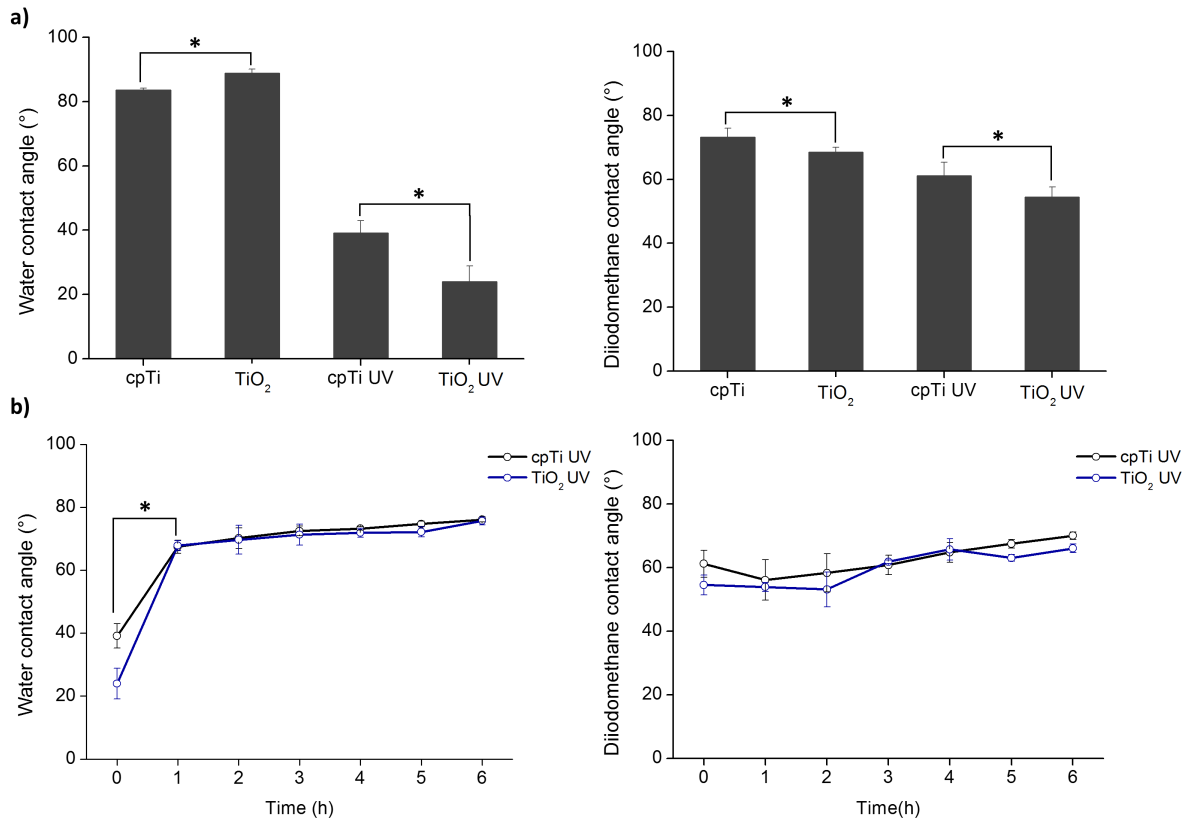 a)
Water contact angle (°)
100
80
60
40
20
0
*
*
cpTi
TiO2
cpTi UV
TiO2 UV
Diiodomethane contact angle (°)
100
80
60
40
20
0
*
*
cpTi
TiO2
cpTi UV
TiO2 UV
b)
Water contact angle (°)
100
80
60
40
20
0
*
cpTi UV
TiO2 UV
0 1 2 3 4 5 6
Time (h)
Diiodomethane contact angle (°)
100
80
60
40
20
0
cpTi UV
TiO2 UV
0 1 2 3 4 5 6
Time(h)